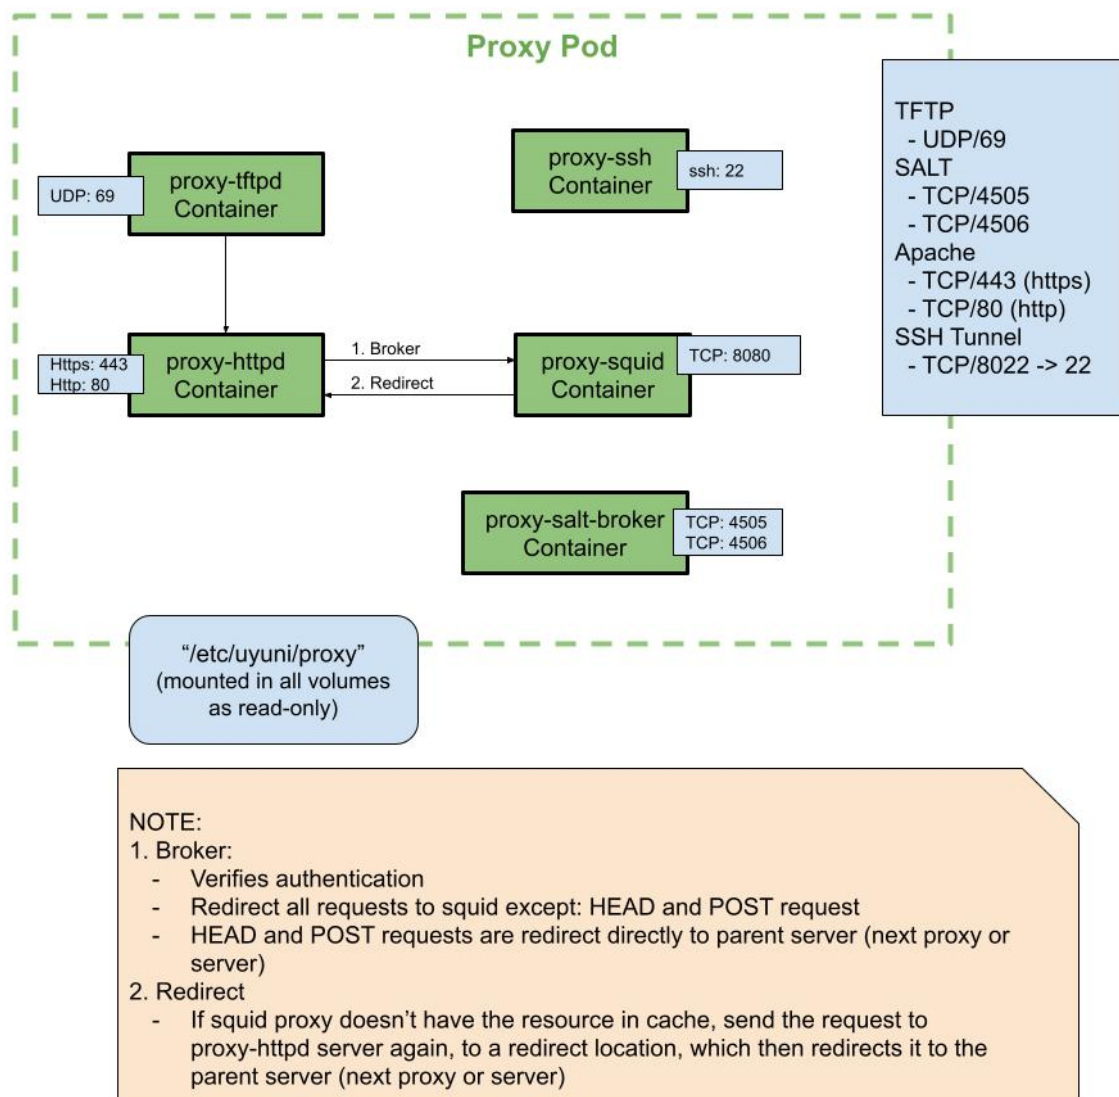 Proxy Pod
TFTP
- UDP/69
SALT
- TCP/4505
- TCP/4506
Apache
- TCP/443 (https)
- TCP/80 (http)
SSH Tunnel
- TCP/8022 -> 22
proxy-tftpd
Container
UDP: 69
proxy-ssh
Container
ssh: 22
proxy-httpd
Container
Https: 443
Http: 80
1. Broker
2. Redirect
proxy-squid
Container
TCP: 8080
proxy-salt-broker
Container
TCP: 4505
TCP: 4506
“/etc/uyuni/proxy”
(mounted in all volumes
as read-only)
NOTE:
1. Broker:
- Verifies authentication
- Redirect all requests to squid except: HEAD and POST request
- HEAD and POST requests are redirect directly to parent server (next proxy or
server)
2. Redirect
- If squid proxy doesn’t have the resource in cache, send the request to
proxy-httpd server again, to a redirect location, which then redirects it to the
parent server (next proxy or server)